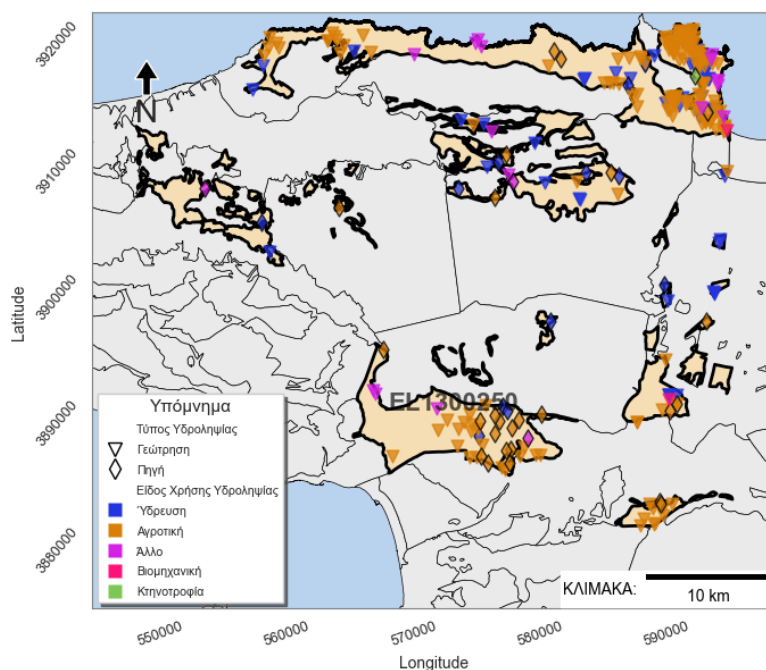 3920000
3910000
3900000
3890000
3880000
Latitude
N
EL1300250
Υπόμνημα
Τύπος Υδροληψίας
Γεώτρηση
Πηγή
Είδος Χρήσης Υδροληψίας
Ύδρευση
Αγροτική
Άλλο
Βιομηχανική
Κτηνοτροφία
ΚΛΙΜΑΚΑ:
10 km
550000
560000
570000
580000
590000
Longitude